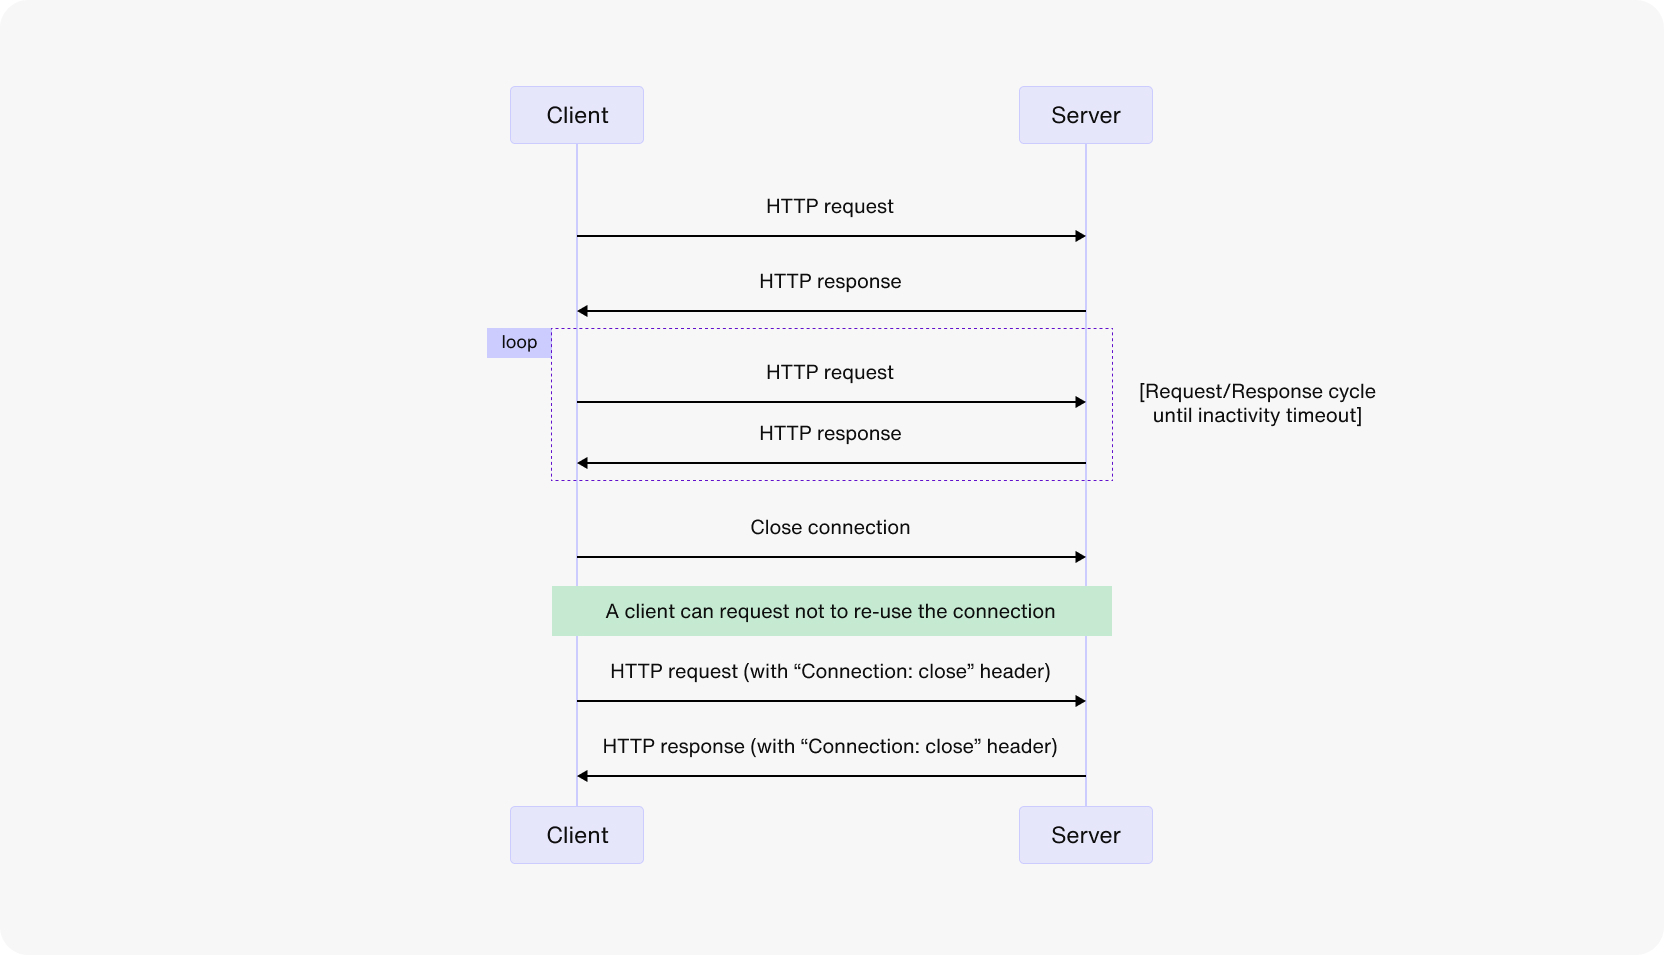 Client
Server
HTTP request
HTTP response
loop
HTTP request
[Request/Response cycle
until inactivity timeout]
HTTP response
Close connection
A client can request not to re-use the connection
HTTP request (with “Connection: close” header)
HTTP response (with “Connection: close” header)
Client
Server